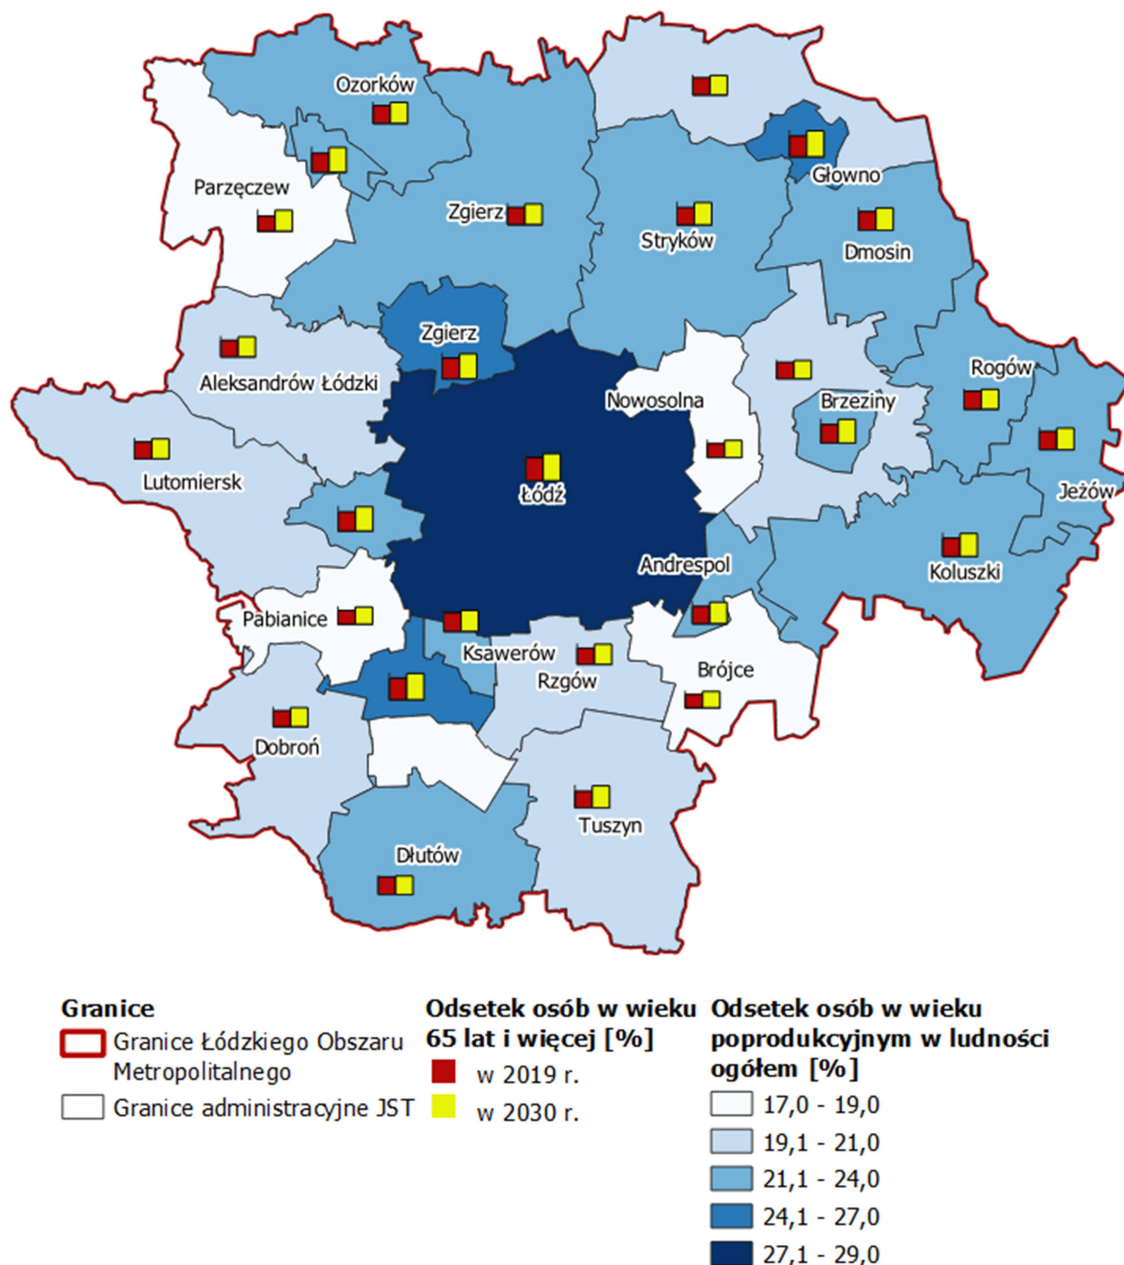 Ozorków
Parzęczew
Zgierz
Głowno
Stryków
Dmosin
Zgierz
Aleksandrów Łódzki
Nowosolna
Brzeziny
Rogów
Lutomiersk
Łódź
Jeżów
Andrespol
Koluszki
Pabianice
Ksawerów
Rzgów
Brójce
Dobroń
Tuszyn
Dłutów
Granice
Granice Łódzkiego Obszaru
Metropolitalnego
Granice administracyjne JST
Odsetek osób w wieku
65 lat i więcej [%]
w 2019 r.
w 2030 r.
Odsetek osób w wieku
poprodukcyjnym w ludności
ogółem [%]
17,0 - 19,0
19,1 - 21,0
21,1 - 24,0
24,1 - 27,0
27,1 - 29,0